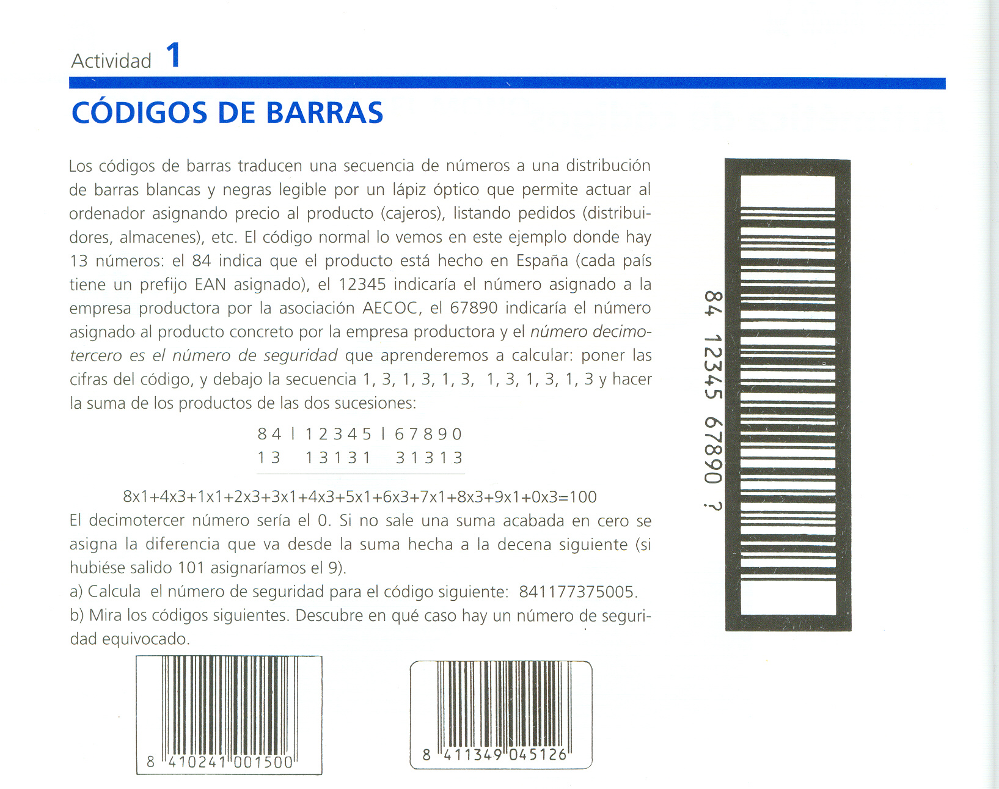 Actividad 1
CÓDIGOS DE BARRAS
Los códigos de barras traducen una secuencia de números a una distribución
de barras blancas y negras legible por un lápiz óptico que permite actuar al
ordenador asignando precio al producto (cajeros), listando pedidos (distribui-
dores, almacenes), etc. El código normal lo vemos en este ejemplo donde hay
13 números: el 84 indica que el producto está hecho en España (cada país
tiene un prefijo EAN asignado), el 12345 indicaría el número asignado a la
empresa productora por la asociación AECOC, el 67890 indicaría el número
asignado al producto concreto por la empresa productora y el número decimo-
tercero es el número de seguridad que aprenderemos a calcular: poner las
cifras del código, y debajo la secuencia 1, 3, 1, 3, 1, 3, 1, 3, 1, 3, 1, 3 y hacer
la suma de los productos de las dos sucesiones:
8 4 | 1 2 3 4 5 | 6 7 8 9 0
1 3 1 3 1 3 1 3 1 3 1 3
8x1+4x3+1x1+2x3+3x1+4x3+5x1+6x3+7x1+8x3+9x1+0x3=100
El decimotercer número sería el 0. Si no sale una suma acabada en cero se
asigna la diferencia que va desde la suma hecha a la decena siguiente (si
hubiése salido 101 asignaríamos el 9).
a) Calcula el número de seguridad para el código siguiente: 841177375005.
b) Mira los códigos siguientes. Descubre en qué caso hay un número de seguri-
dad equivocado.
84 12345 67890 ?
8 410241 001500
8 411349 045126